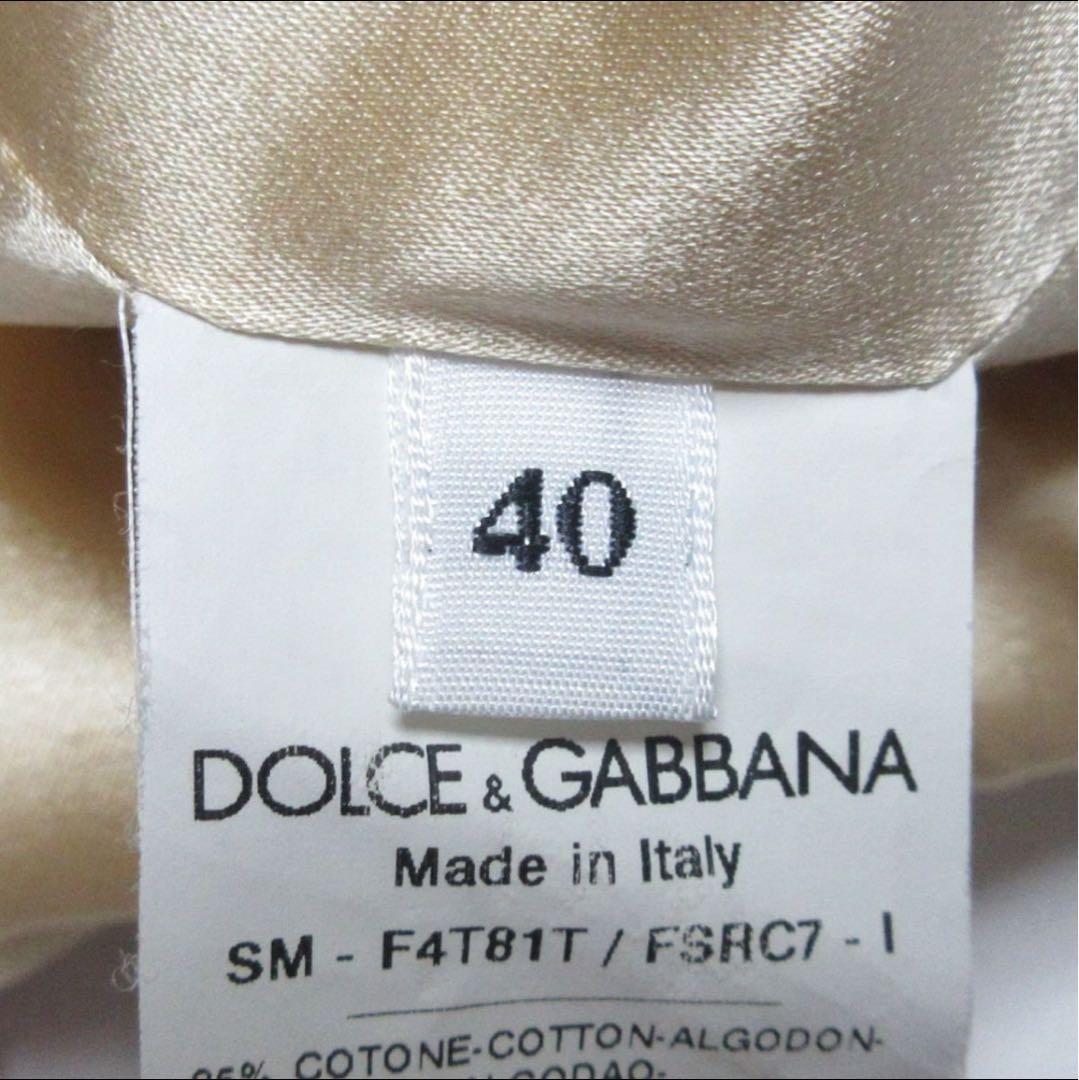 40
DOLCE & GABBANA
Made in Italy
SM - F4T81T / FSRC7 - I
COTONE-COTTON-ALGODON-